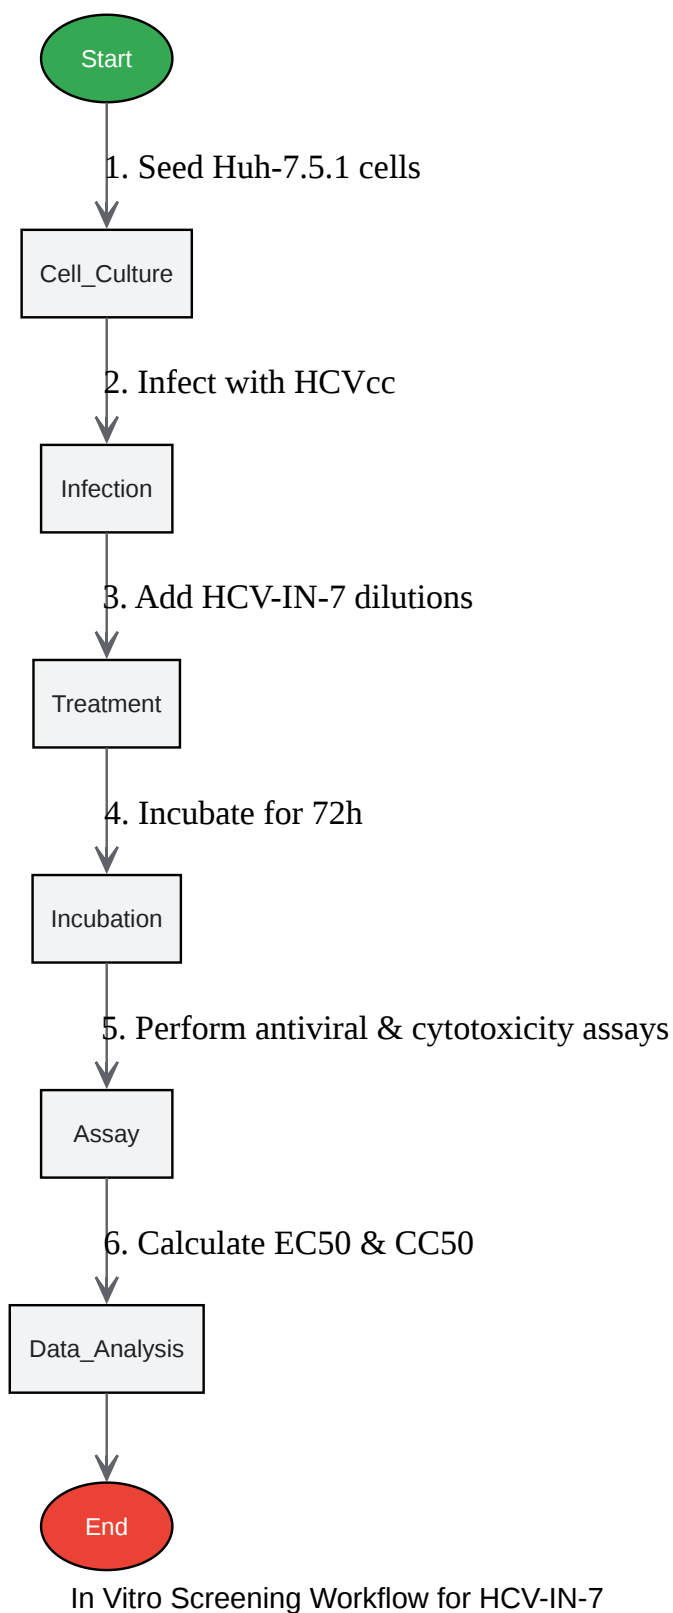 Start
1. Seed Huh-7.5.1 cells
Cell_Culture
2. Infect with HCVcc
Infection
3. Add HCV-IN-7 dilutions
Treatment
4. Incubate for 72h
Incubation
5. Perform antiviral & cytotoxicity assays
Assay
6. Calculate EC50 & CC50
Data_Analysis
End
In Vitro Screening Workflow for HCV-IN-7